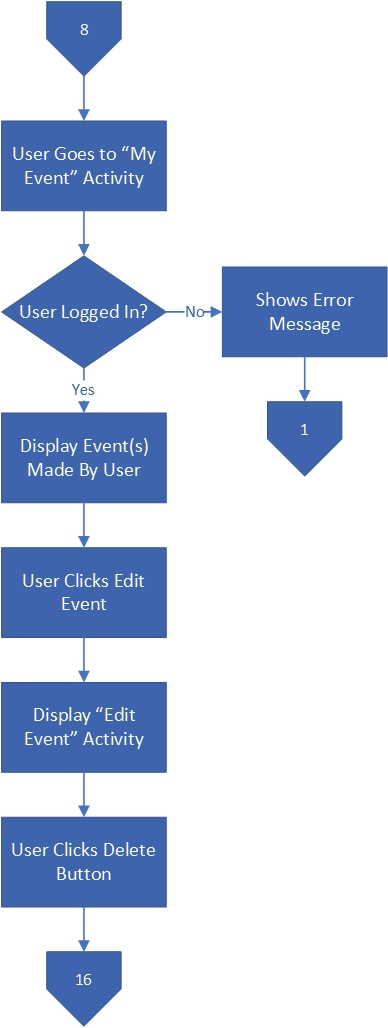 8
User Goes to “My
Event” Activity
User Logged In?
No
Shows Error
Message
Yes
1
Display Event(s)
Made By User
User Clicks Edit
Event
Display “Edit
Event” Activity
User Clicks Delete
Button
16